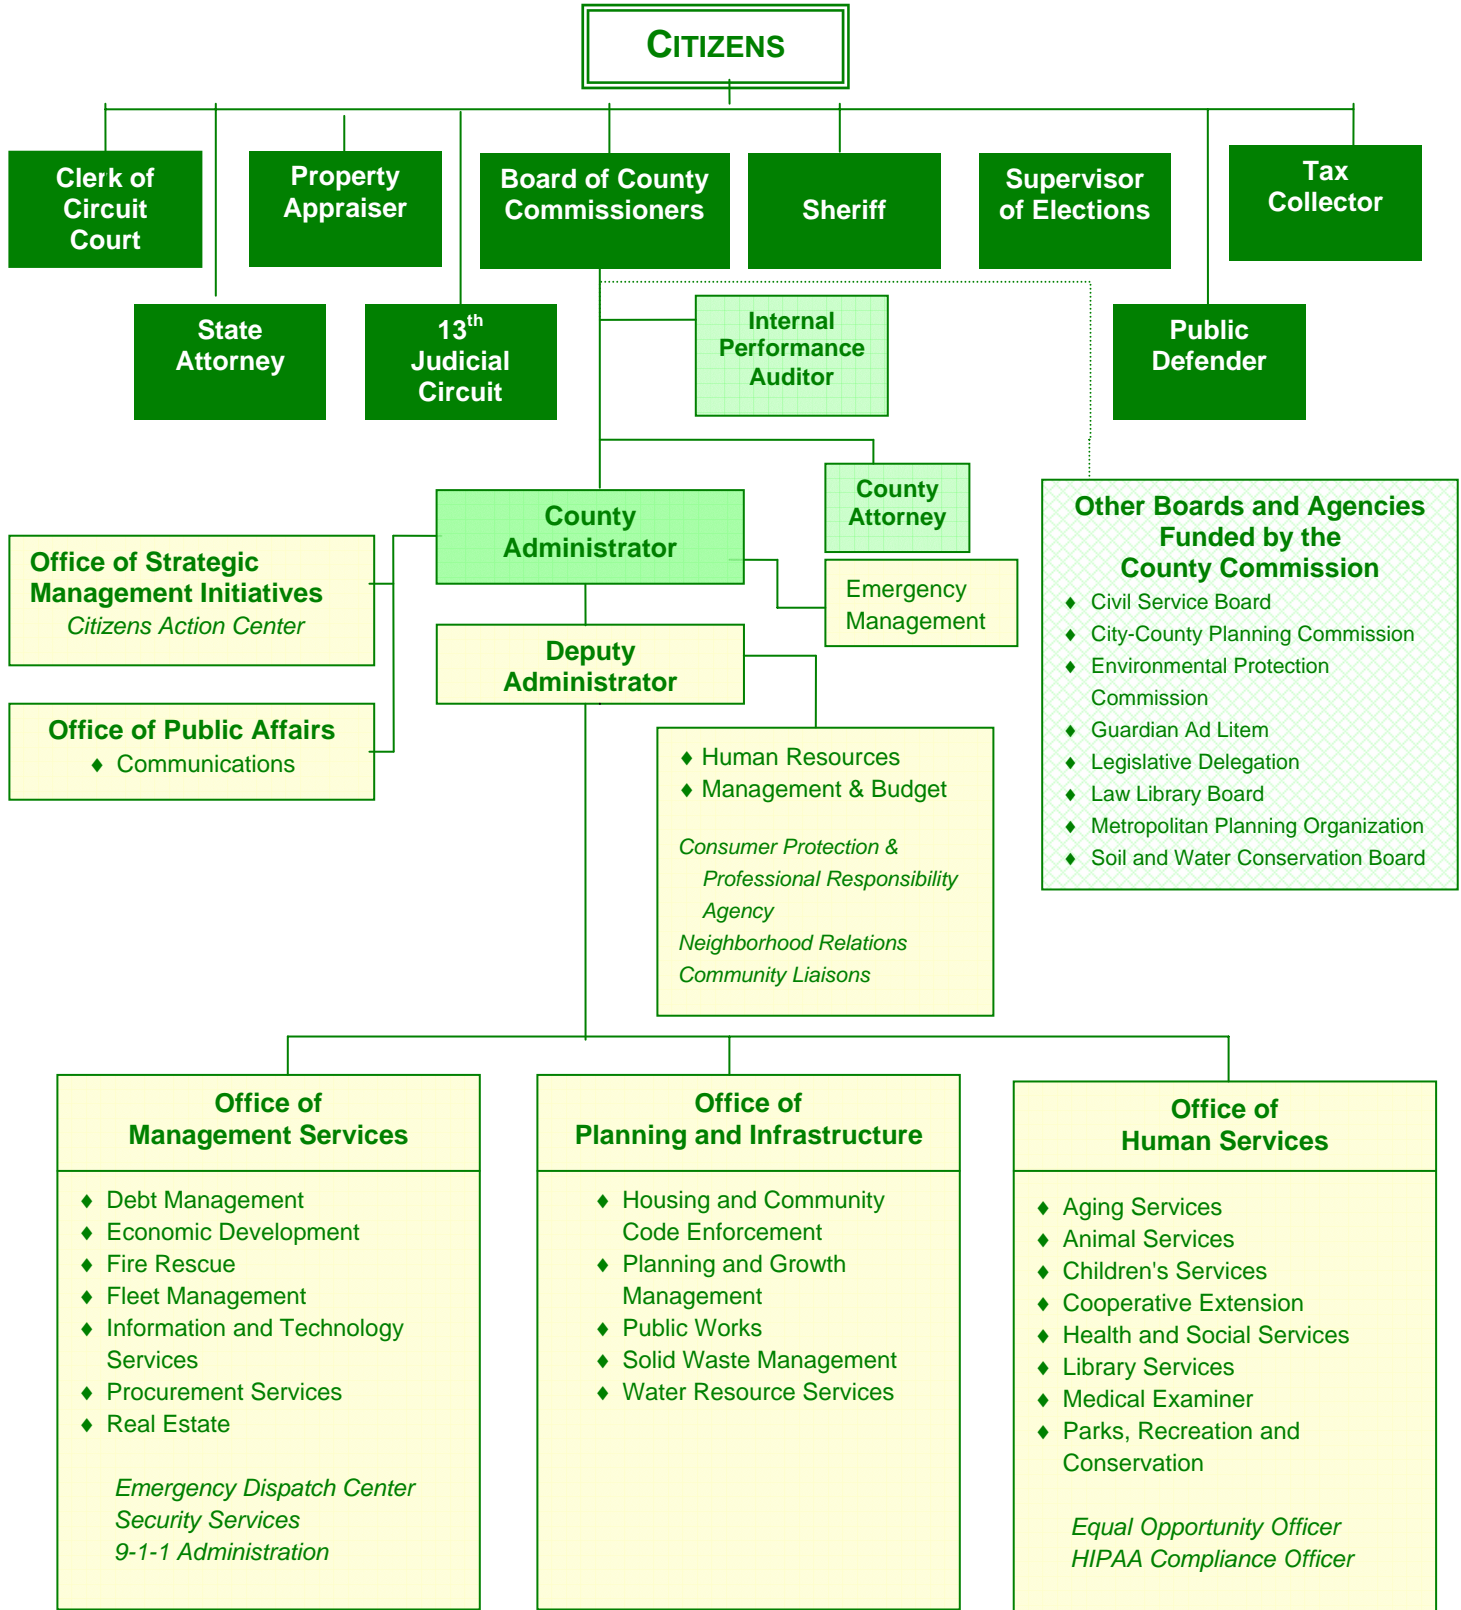 CITIZENS
Clerk of
Circuit
Court
Property
Appraiser
Board of County
Commissioners
Sheriff
Supervisor
of Elections
Tax
Collector
State
Attorney
13th
Judicial
Circuit
Internal
Performance
Auditor
Public
Defender
County
Attorney
County
Administrator
Office of Strategic
Management Initiatives
Citizens Action Center
Emergency
Management
Deputy
Administrator
Office of Public Affairs
♦ Communications
Other Boards and Agencies
Funded by the
County Commission
♦ Civil Service Board
♦ City-County Planning Commission
♦ Environmental Protection
Commission
♦ Guardian Ad Litem
♦ Legislative Delegation
♦ Law Library Board
♦ Metropolitan Planning Organization
♦ Soil and Water Conservation Board
♦ Human Resources
♦ Management & Budget
Consumer Protection &
Professional Responsibility
Agency
Neighborhood Relations
Community Liaisons
Office of
Management Services
♦ Debt Management
♦ Economic Development
♦ Fire Rescue
♦ Fleet Management
♦ Information and Technology
Services
♦ Procurement Services
♦ Real Estate
Emergency Dispatch Center
Security Services
9-1-1 Administration
Office of
Planning and Infrastructure
♦ Housing and Community
Code Enforcement
♦ Planning and Growth
Management
♦ Public Works
♦ Solid Waste Management
♦ Water Resource Services
Office of
Human Services
♦ Aging Services
♦ Animal Services
♦ Children's Services
♦ Cooperative Extension
♦ Health and Social Services
♦ Library Services
♦ Medical Examiner
♦ Parks, Recreation and
Conservation
Equal Opportunity Officer
HIPAA Compliance Officer